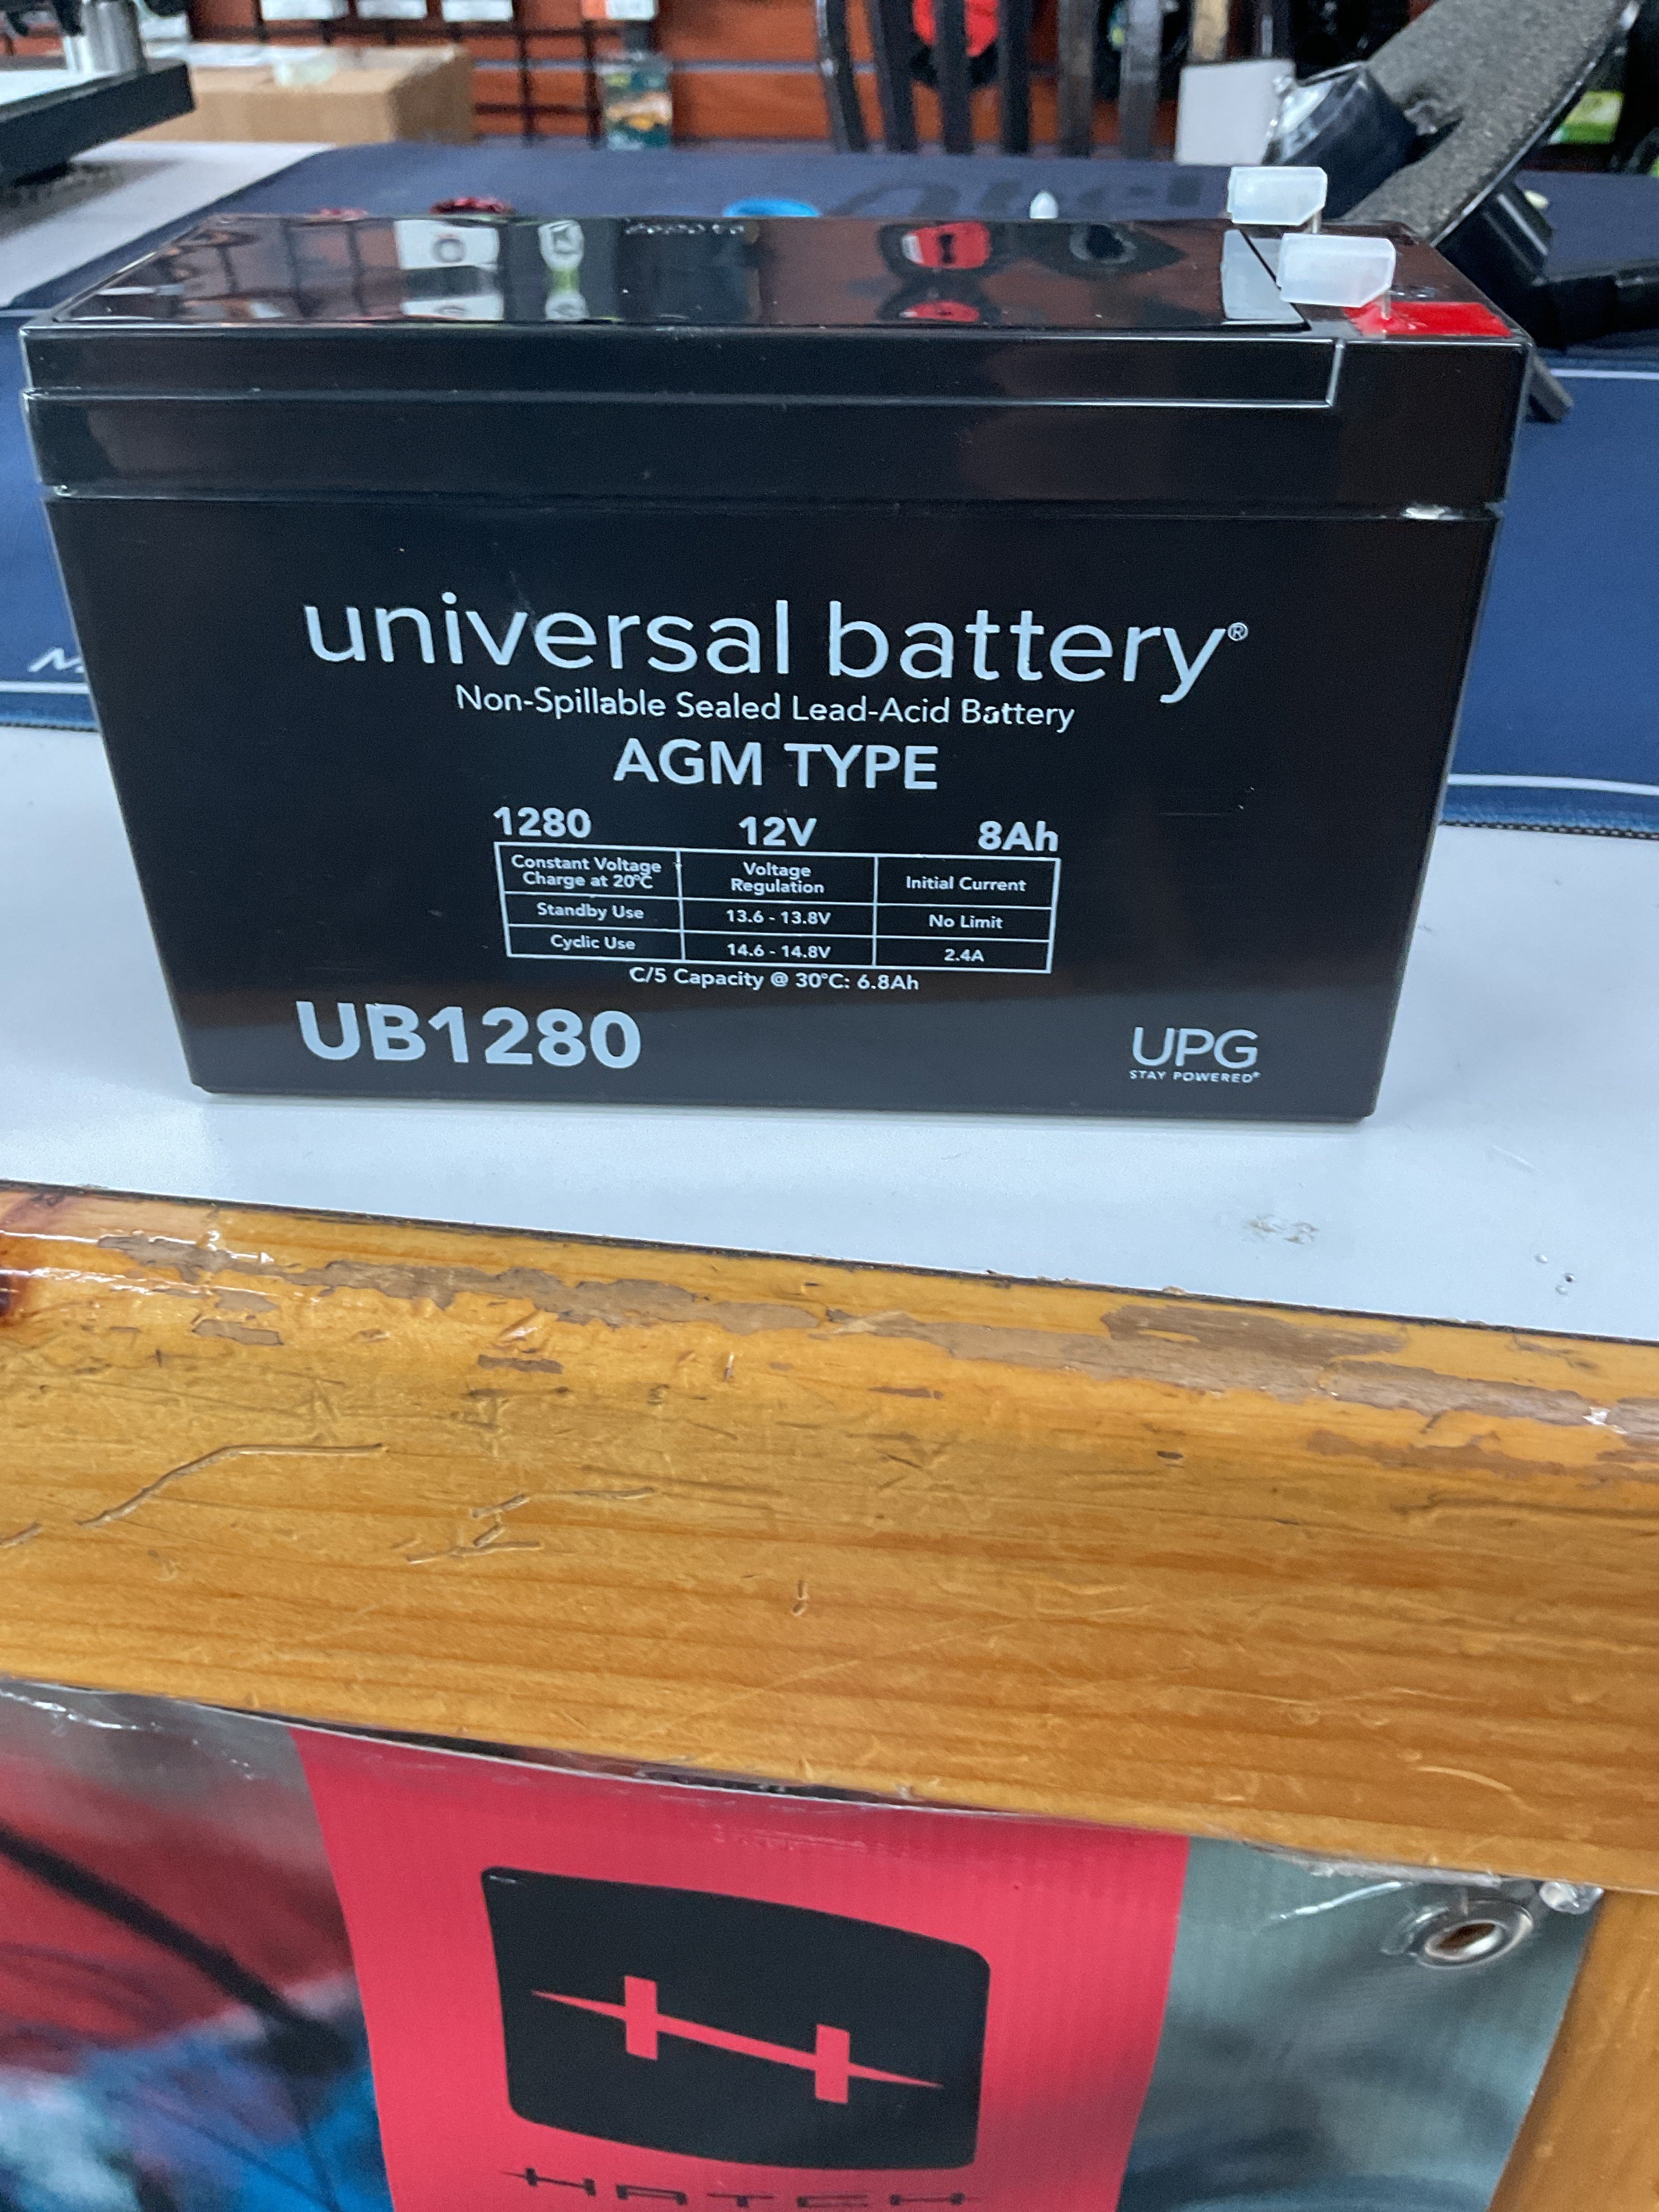 universal battery®
Non-Spillable Sealed Lead-Acid Battery
AGM TYPE
1280 12V 8Ah
Constant Voltage Charge at 20°C Voltage Regulation Initial Current
Standby Use 13.6 - 13.8V No Limit
Cyclic Use 14.6 - 14.8V 2.4A
C/5 Capacity @ 30°C: 6.8Ah
UB1280
UPG
STAY POWERED®
HATCH